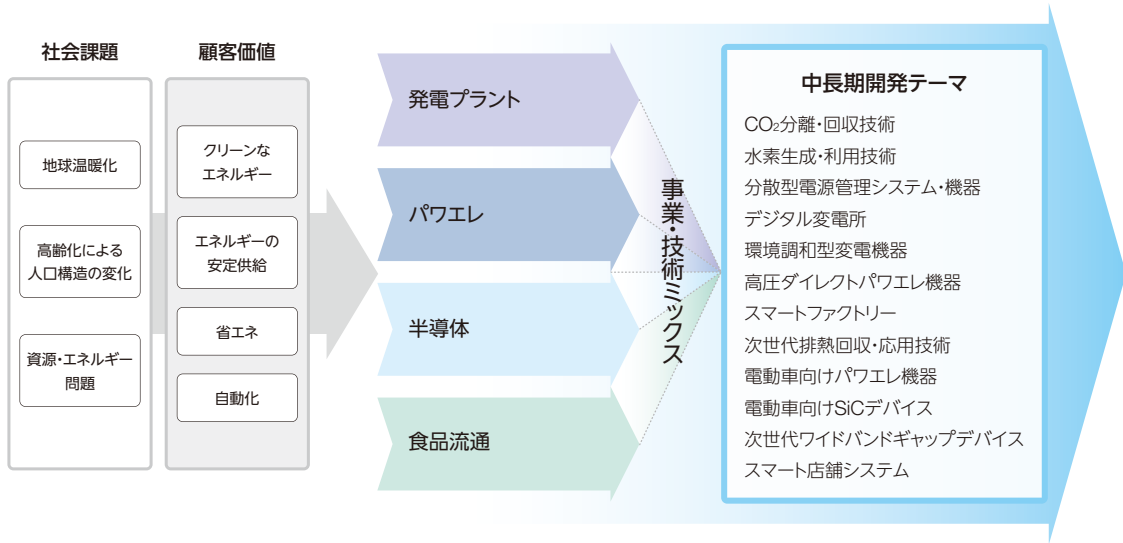 社会課題
地球温暖化
高齢化による
人口構造の変化
資源・エネルギー
問題
顧客価値
クリーンな
エネルギー
エネルギーの
安定供給
省エネ
自動化
発電プラント
パワエレ
半導体
食品流通
事業・技術ミックス
中長期開発テーマ
CO₂分離・回収技術
水素生成・利用技術
分散型電源管理システム・機器
デジタル変電所
環境調和型変電機器
高圧ダイレクトパワエレ機器
スマートファクトリー
次世代排熱回収・応用技術
電動車向けパワエレ機器
電動車向けSiCデバイス
次世代ワイドバンドギャップデバイス
スマート店舗システム